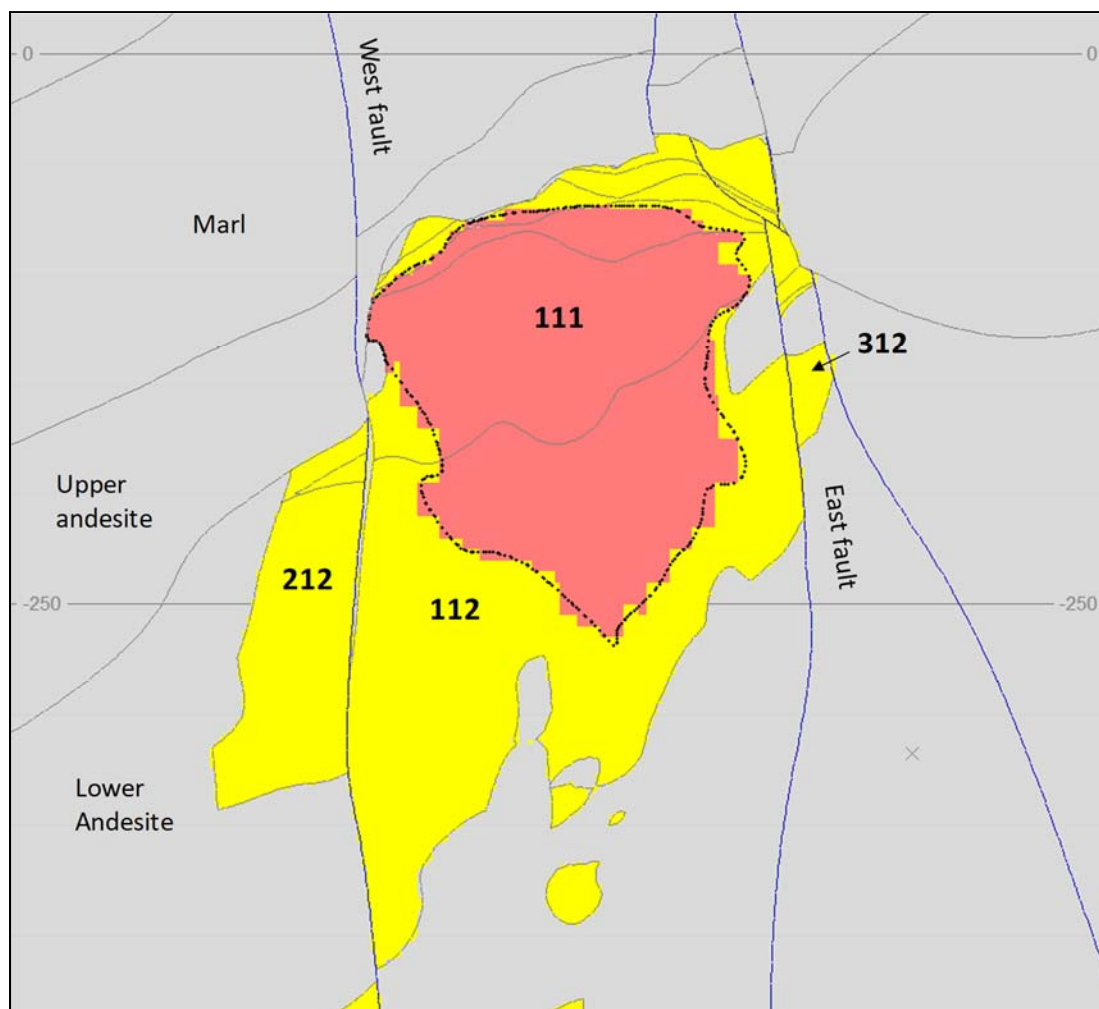 0
0
West fault
Marl
111
312
Upper
andesite
East fault
212
112
-250
-250
Lower
Andesite